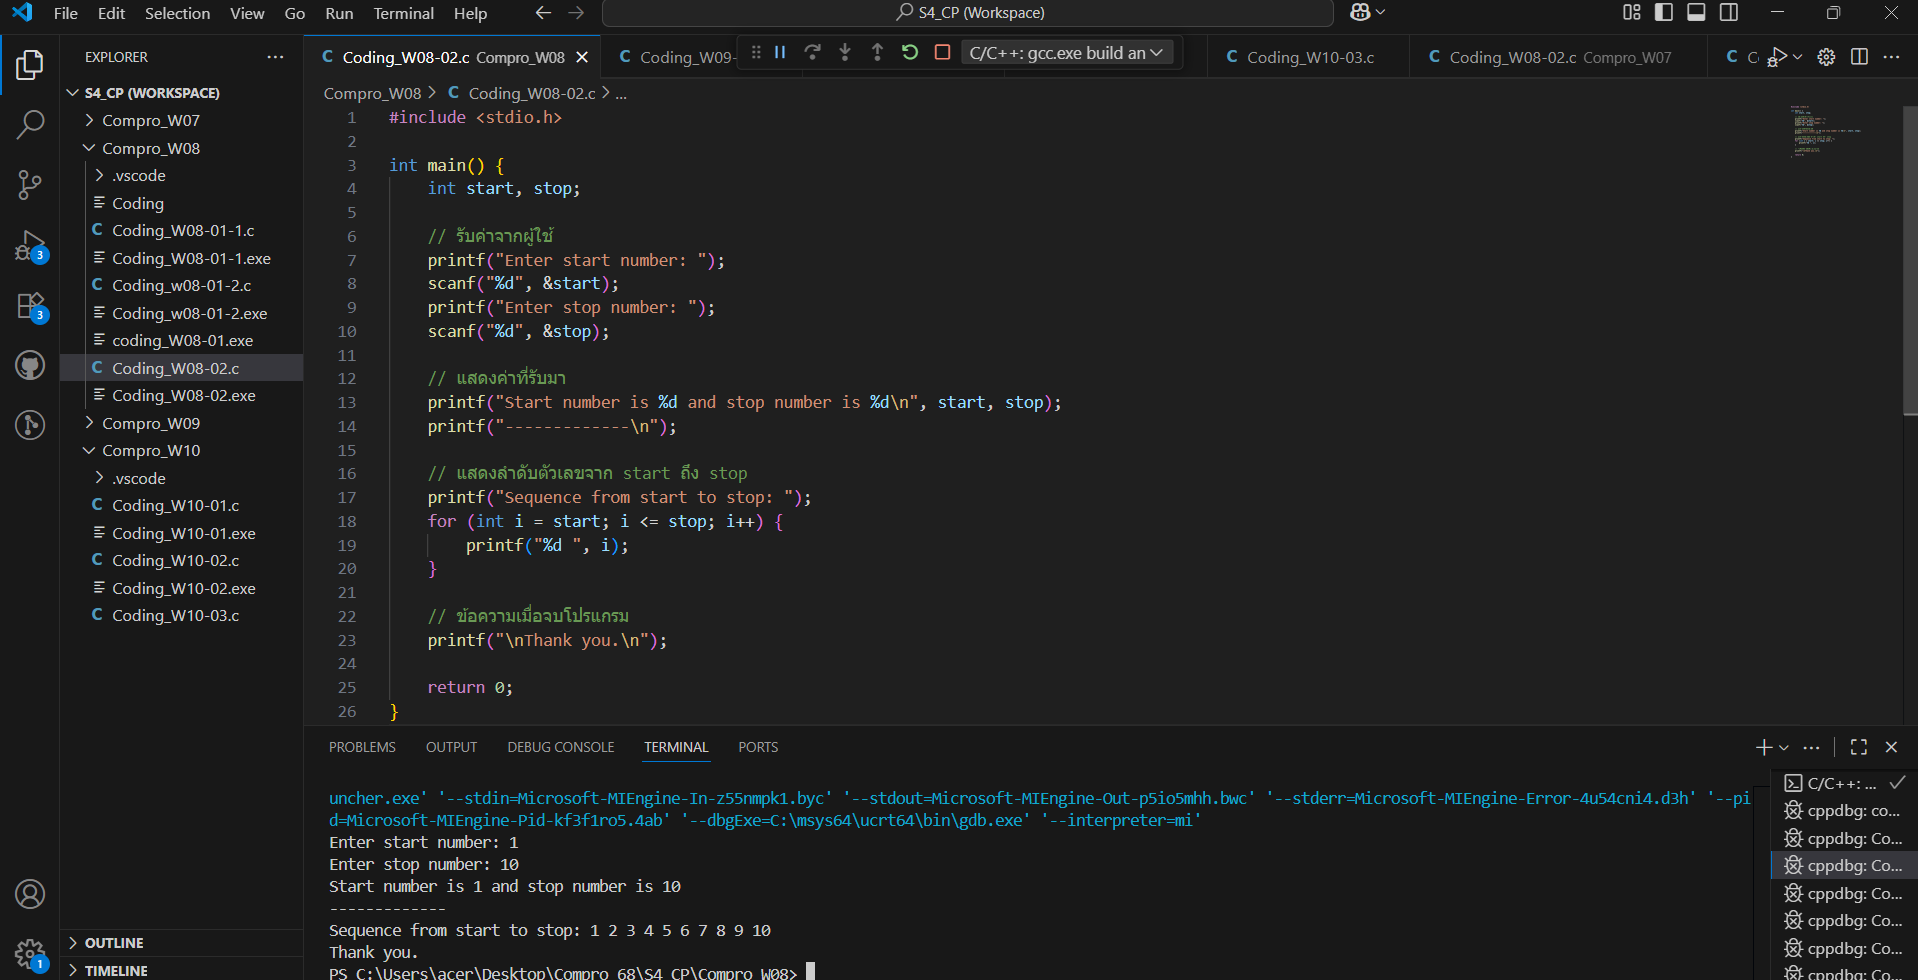 File Edit Selection View Go Run Terminal Help
S4_CP (Workspace)
EXPLORER
S4_CP (WORKSPACE)
Compro_W07
Compro_W08
.vscode
Coding
Coding_W08-01-1.c
Coding_W08-01-1.exe
Coding_w08-01-2.c
Coding_w08-01-2.exe
coding_W08-01.exe
Coding_W08-02.c
Coding_W08-02.exe
Compro_W09
Compro_W10
.vscode
Coding_W10-01.c
Coding_W10-01.exe
Coding_W10-02.c
Coding_W10-02.exe
Coding_W10-03.c
OUTLINE
TIMELINE
3
3
1
Coding_W08-02.c Compro_W08
Coding_W09-
C/C++: gcc.exe build an
Coding_W10-03.c
Coding_W08-02.c Compro_W07
Compro_W08 > C Coding_W08-02.c > ...
1 #include <stdio.h>
2
3 int main() {
4 int start, stop;
5
6 // รับค่าจากผู้ใช้
7 printf("Enter start number: ");
8 scanf("%d", &start);
9 printf("Enter stop number: ");
10 scanf("%d", &stop);
11
12 // แสดงค่าที่รับมา
13 printf("Start number is %d and stop number is %d\n", start, stop);
14 printf("-------------\n");
15
16 // แสดงลำดับตัวเลขจาก start ถึง stop
17 printf("Sequence from start to stop: ");
18 for (int i = start; i <= stop; i++) {
19 printf("%d ", i);
20 }
21
22 // ข้อความเมื่อจบโปรแกรม
23 printf("\nThank you.\n");
24
25 return 0;
26 }
PROBLEMS OUTPUT DEBUG CONSOLE TERMINAL PORTS
uncher.exe' '--stdin=Microsoft-MIEngine-In-z55nmpk1.byc' '--stdout=Microsoft-MIEngine-Out-p5io5mhh.bwc' '--stderr=Microsoft-MIEngine-Error-4u54cni4.d3h' '--pi
d=Microsoft-MIEngine-Pid-kf3f1ro5.4ab' '--dbgExe=C:\msys64\ucrt64\bin\gdb.exe' '--interpreter=mi'
Enter start number: 1
Enter stop number: 10
Start number is 1 and stop number is 10
-------------
Sequence from start to stop: 1 2 3 4 5 6 7 8 9 10
Thank you.
PS C:\Users\acer\Desktop\Compro_68\S4_CP\Compro_W08>
C/C++: ...
cppdbg: co...
cppdbg: Co...
cppdbg: Co...
cppdbg: Co...
cppdbg: Co...
cppdbg: Co...
cppdbg: Co...